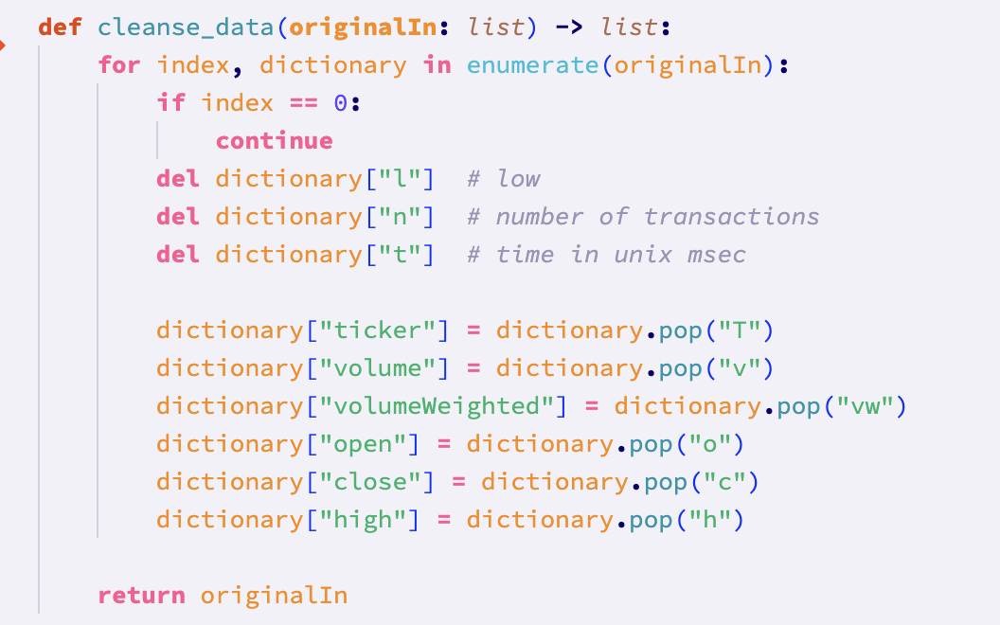 def cleanse_data(originalIn: list) -> list:
    for index, dictionary in enumerate(originalIn):
        if index == 0:
            continue
        del dictionary["l"]  # low
        del dictionary["n"]  # number of transactions
        del dictionary["t"]  # time in unix msec

        dictionary["ticker"] = dictionary.pop("T")
        dictionary["volume"] = dictionary.pop("v")
        dictionary["volumeWeighted"] = dictionary.pop("vw")
        dictionary["open"] = dictionary.pop("o")
        dictionary["close"] = dictionary.pop("c")
        dictionary["high"] = dictionary.pop("h")

    return originalIn